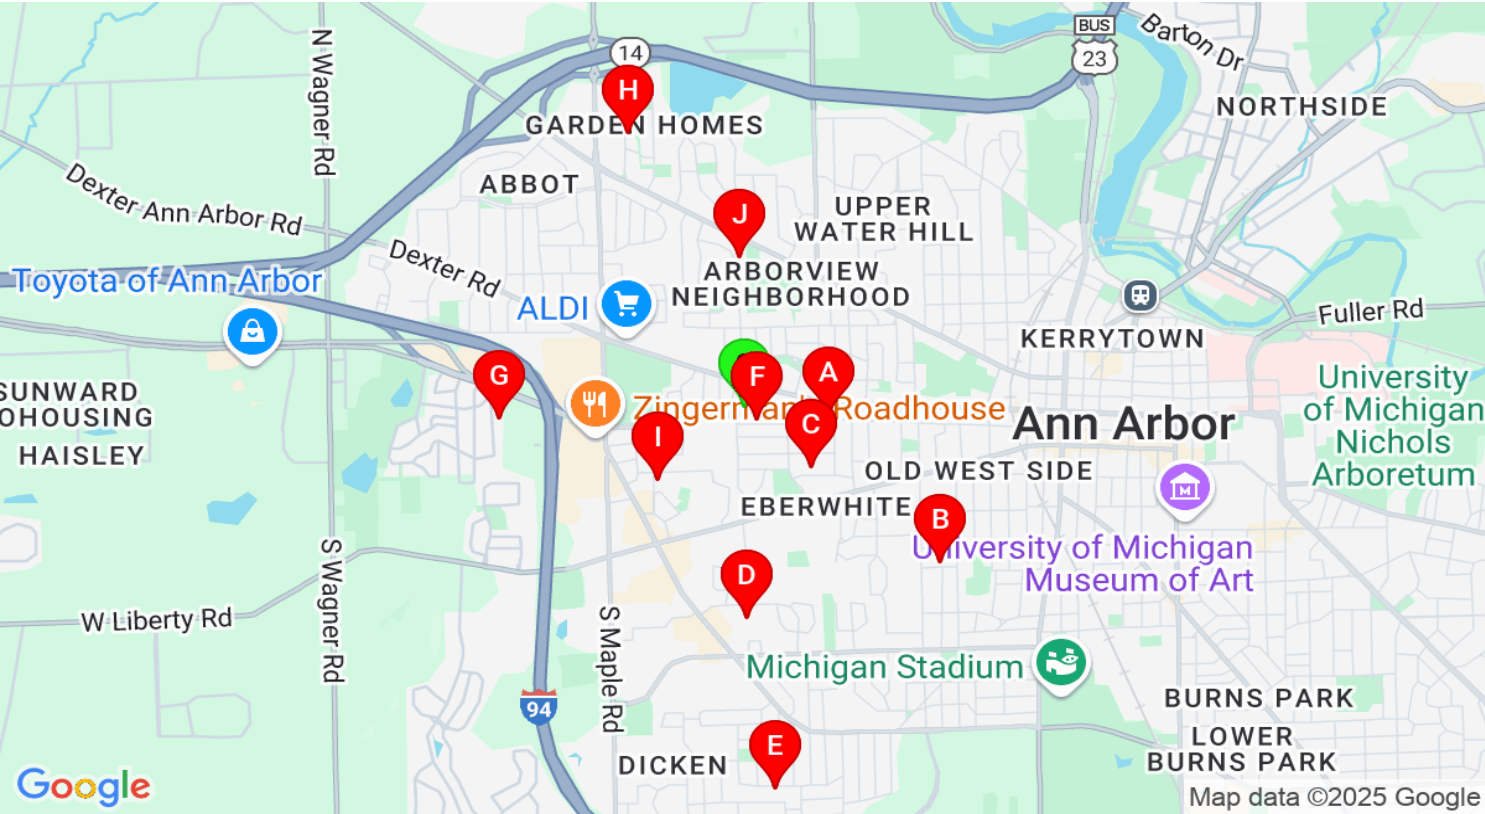 BUS
23
14
Barton Dr
N Wagner Rd
H
NORTHSIDE
GARDEN HOMES
ABBOT
Dexter Ann Arbor Rd
J
UPPER
WATER HILL
Dexter Rd
ARBORVIEW
NEIGHBORHOOD
Toyota of Ann Arbor
ALDI
Fuller Rd
KERRYTOWN
G
F
A
SUNWARD
OHOUSING
HAISLEY
Zingerman's Roadhouse
C
I
Ann Arbor
University
of Michigan
Nichols
Arboretum
OLD WEST SIDE
EBERWHITE
B
University of Michigan
Museum of Art
S Wagner Rd
D
W Liberty Rd
S Maple Rd
Michigan Stadium
94
BURNS PARK
E
LOWER
BURNS PARK
DICKEN
Google
Map data ©2025 Google